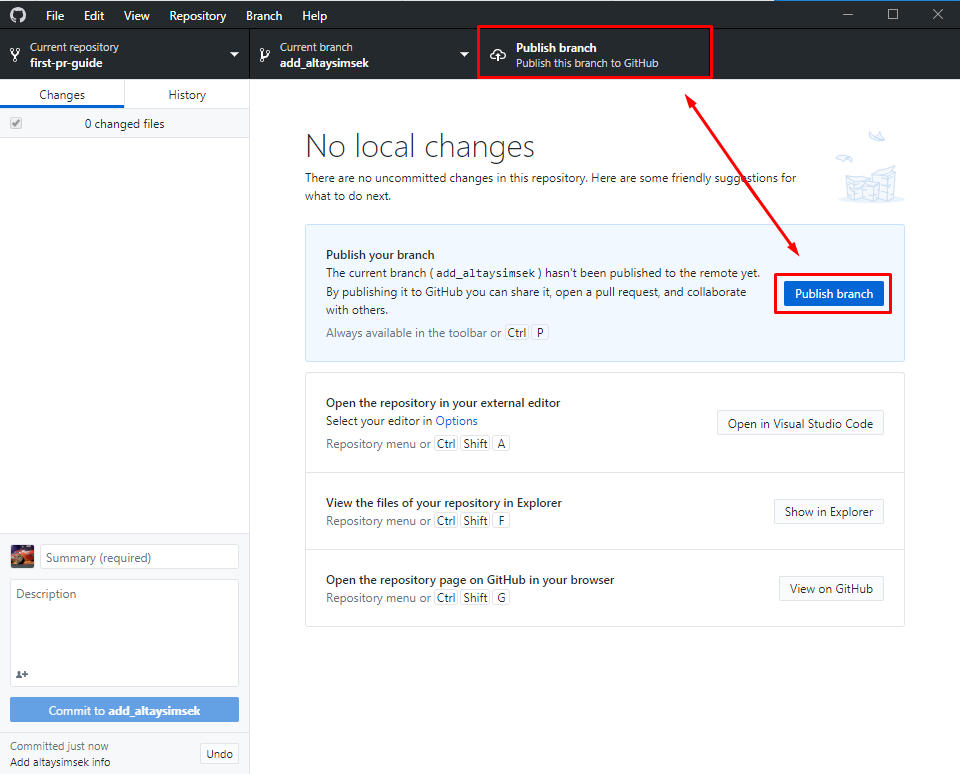 File Edit View Repository Branch Help
Current repository
first-pr-guide
Current branch
add_altaysimsek
Publish branch
Publish this branch to GitHub
Changes History
0 changed files
No local changes
There are no uncommitted changes in this repository. Here are some friendly suggestions for
what to do next.
Publish your branch
The current branch ( add_altaysimsek ) hasn't been published to the remote yet.
By publishing it to GitHub you can share it, open a pull request, and collaborate
with others.
Always available in the toolbar or Ctrl P
Publish branch
Open the repository in your external editor
Select your editor in Options
Repository menu or Ctrl Shift A
Open in Visual Studio Code
View the files of your repository in Explorer
Repository menu or Ctrl Shift F
Show in Explorer
Open the repository page on GitHub in your browser
Repository menu or Ctrl Shift G
View on GitHub
Summary (required)
Description
Commit to add_altaysimsek
Committed just now
Add altaysimsek info
Undo